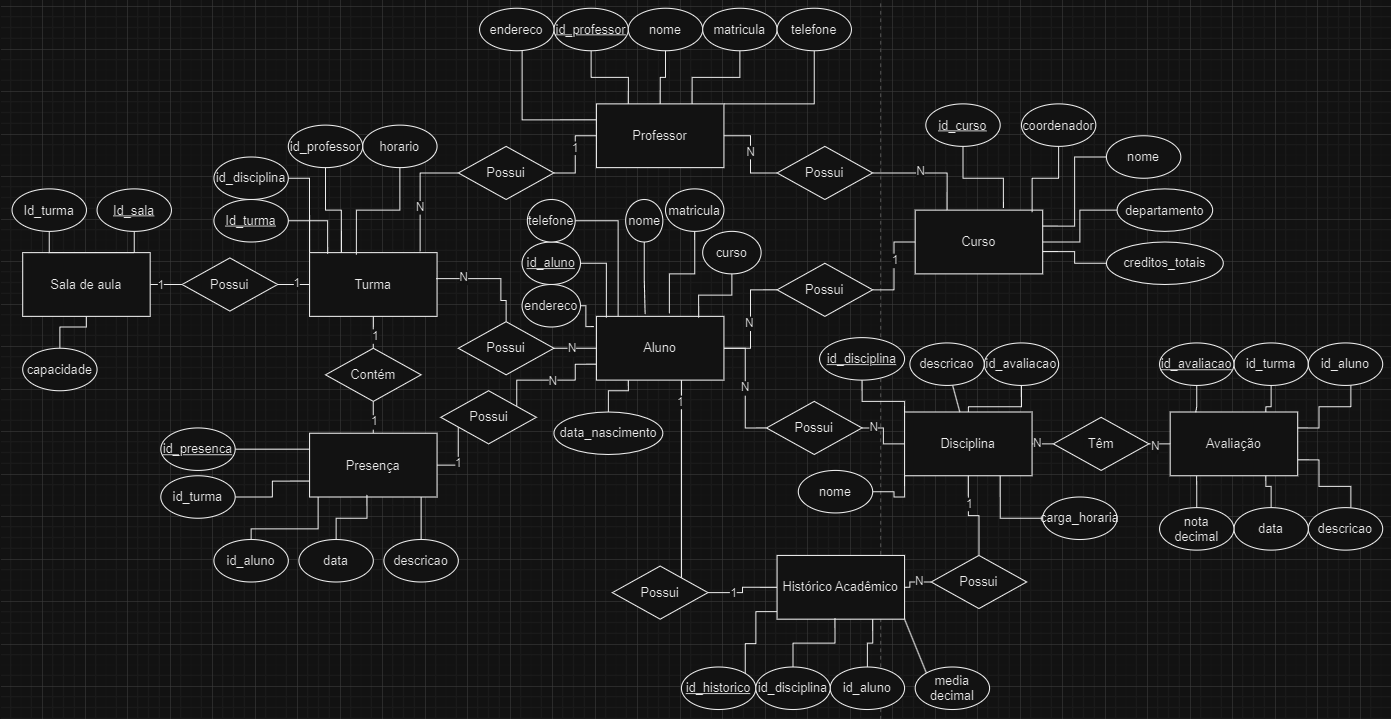 endereco
id_professor
nome
matricula
telefone
Professor
id_curso
coordenador
nome
departamento
creditos_totais
Curso
id_professor
horario
id_disciplina
Id_turma
Id_turma
Id_sala
Sala de aula
capacidade
1
Possui
1
Turma
N
Possui
1
N
Possui
N
telefone
nome
matricula
curso
id_aluno
endereco
Aluno
data_nascimento
N
Possui
N
N
Possui
1
1
Contém
1
N
Possui
1
id_presenca
id_turma
Presença
id_aluno
data
descricao
id_disciplina
descricao
id_avaliacao
N
Possui
N
Disciplina
nome
carga_horaria
N
Têm
N
id_avaliacao
id_turma
id_aluno
Avaliação
nota
decimal
data
descricao
1
Possui
1
Histórico Acadêmico
N
Possui
1
id_historico
id_disciplina
id_aluno
media
decimal